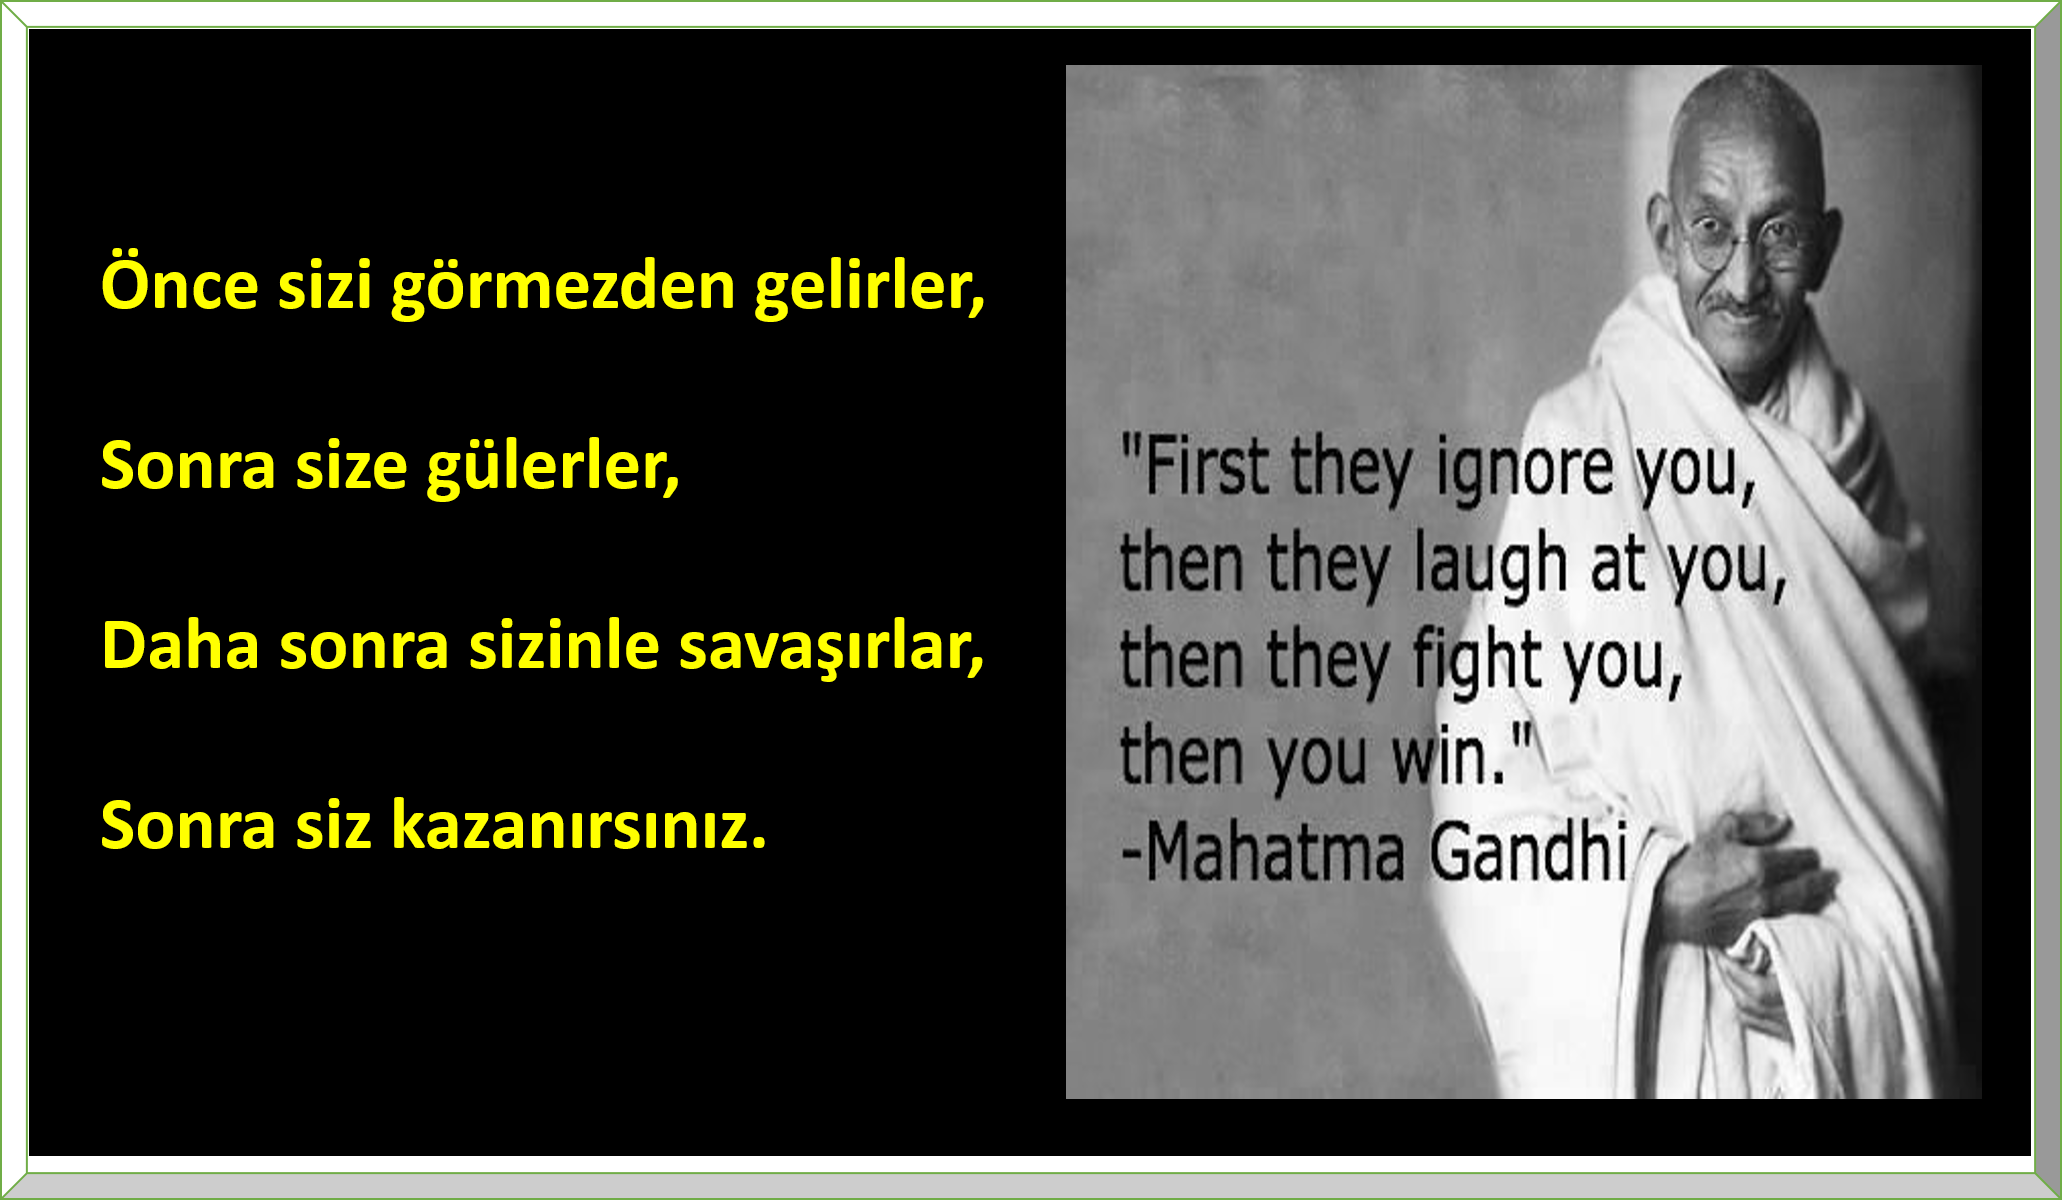 Önce sizi görmezden gelirler,
Sonra size gülerler,
Daha sonra sizinle savaşırlar,
Sonra siz kazanırsınız.
"First they ignore you,
then they laugh at you,
then they fight you,
then you win."
-Mahatma Gandhi